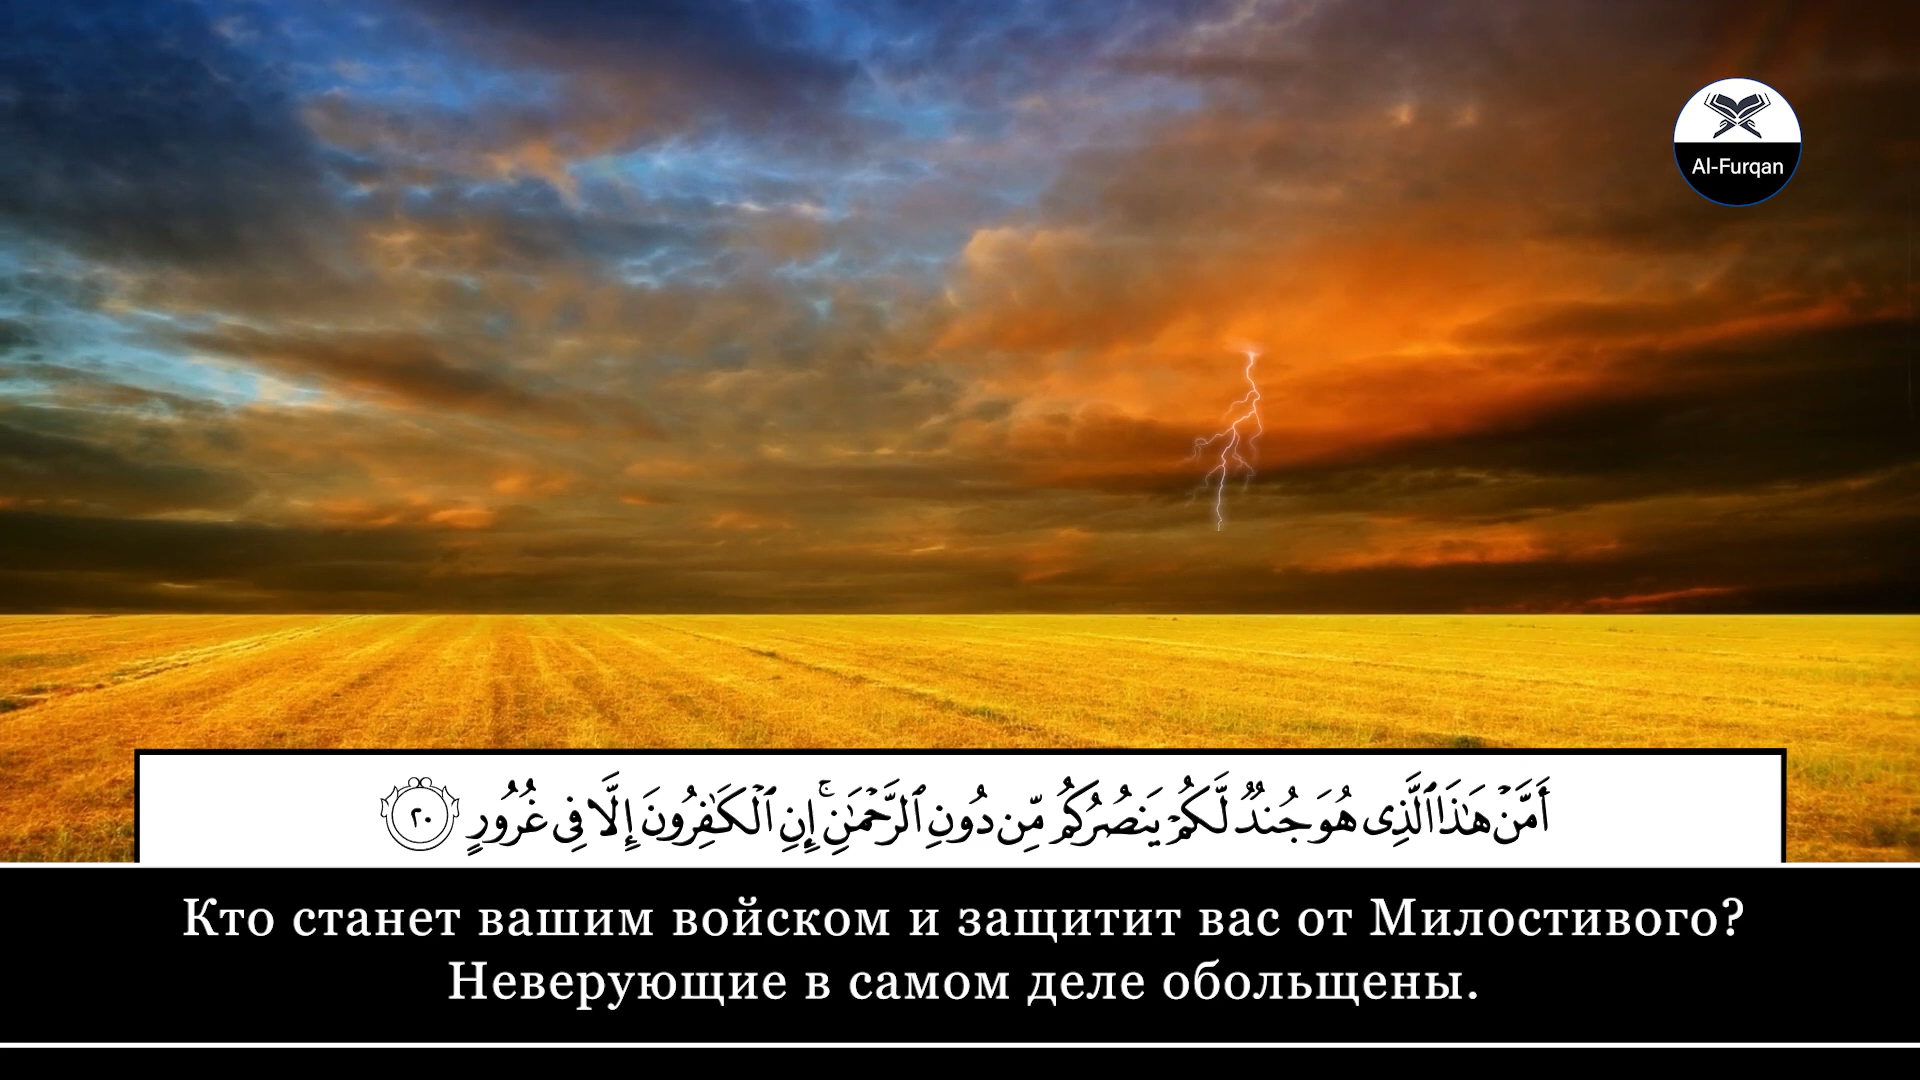 Al-Furqan
أَمَّنْ هَٰذَا ٱلَّذِى هُوَ جُندٌ لَّكُمْ يَنصُرُكُم مِّن دُونِ ٱلرَّحْمَٰنِ ۚ إِنِ ٱلْكَٰفِرُونَ إِلَّا فِى غُرُورٍ ٢٠
Кто станет вашим войском и защитит вас от Милостивого?
Неверующие в самом деле обольщены.